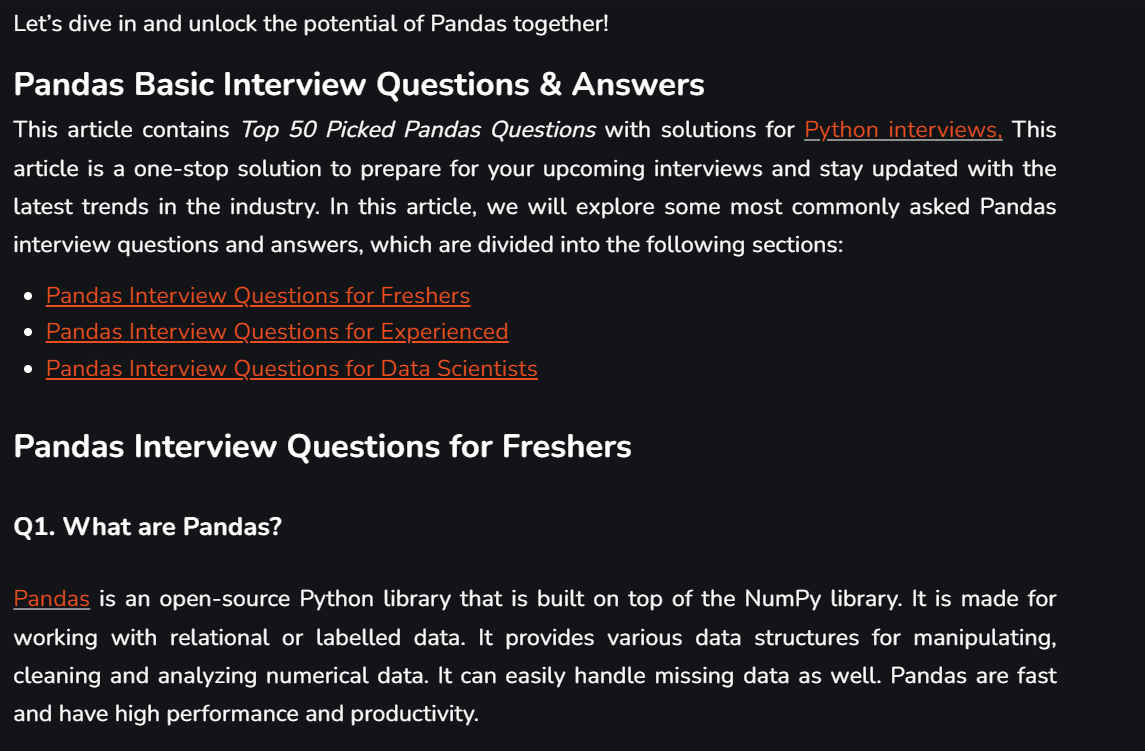 Let's dive in and unlock the potential of Pandas together!
Pandas Basic Interview Questions & Answers
This article contains Top 50 Picked Pandas Questions with solutions for Python interviews, This
article is a one-stop solution to prepare for your upcoming interviews and stay updated with the
latest trends in the industry. In this article, we will explore some most commonly asked Pandas
interview questions and answers, which are divided into the following sections:
Pandas Interview Questions for Freshers
Pandas Interview Questions for Experienced
Pandas Interview Questions for Data Scientists
Pandas Interview Questions for Freshers
Q1. What are Pandas?
Pandas is an open-source Python library that is built on top of the NumPy library. It is made for
working with relational or labelled data. It provides various data structures for manipulating,
cleaning and analyzing numerical data. It can easily handle missing data as well. Pandas are fast
and have high performance and productivity.